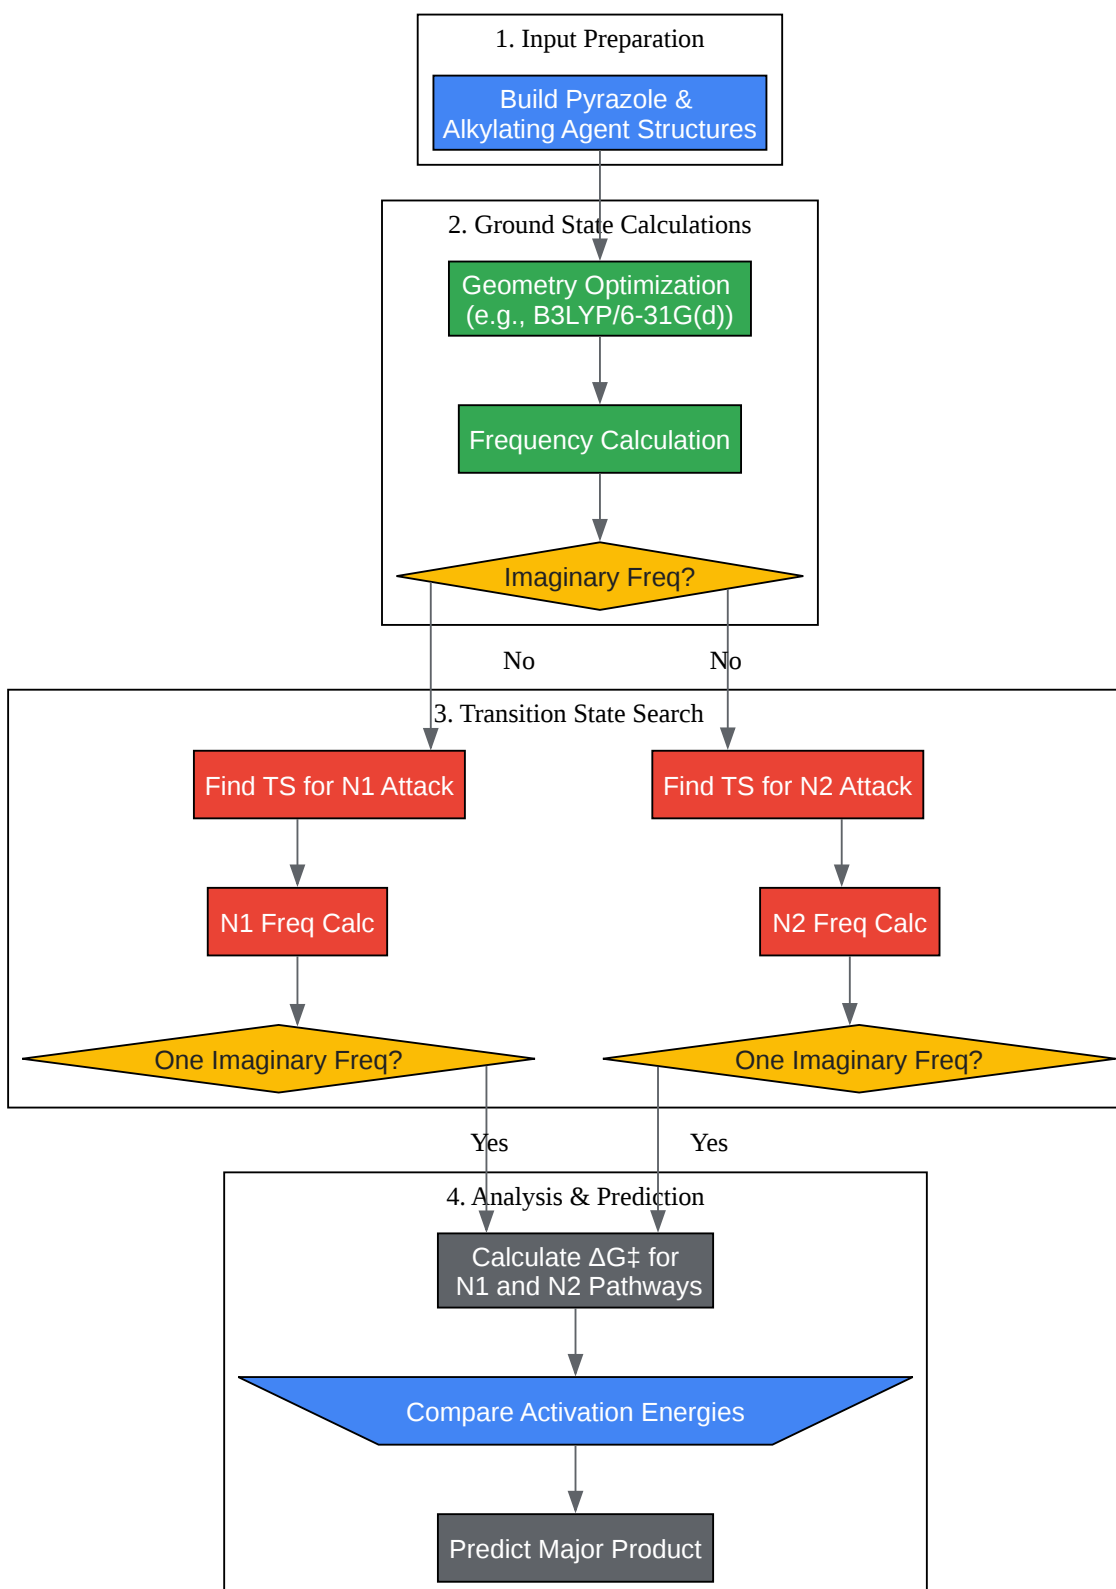 1. Input Preparation
Build Pyrazole &
Alkylating Agent Structures
2. Ground State Calculations
Geometry Optimization
(e.g., B3LYP/6-31G(d))
Frequency Calculation
Imaginary Freq?
No
No
3. Transition State Search
Find TS for N1 Attack
Find TS for N2 Attack
N1 Freq Calc
N2 Freq Calc
One Imaginary Freq?
One Imaginary Freq?
Yes
Yes
4. Analysis & Prediction
Calculate ΔG‡ for
N1 and N2 Pathways
Compare Activation Energies
Predict Major Product